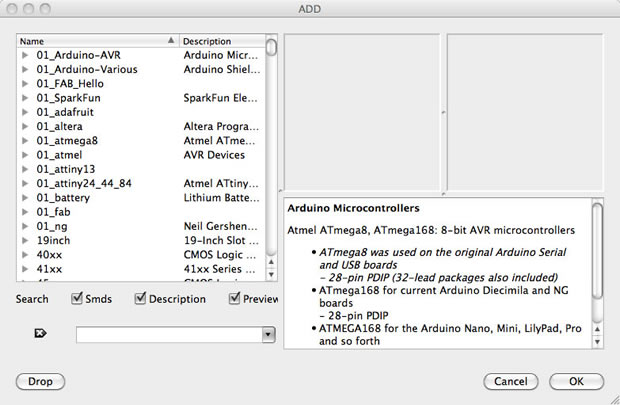 ADD
Name Description
01_Arduino-AVR Arduino Micr...
01_Arduino-Various Arduino Shiel...
01_FAB_Hello
01_SparkFun SparkFun Ele...
01_adafruit
01_altera Altera Progra...
01_atmega8 Atmel ATme...
01_atmel AVR Devices
01_attiny13
01_attiny24_44_84 Atmel ATtiny...
01_battery Lithium Batte...
01_fab
01_ng Neil Gershen...
19inch 19-Inch Slot ...
40xx CMOS Logic ...
41xx 41xx Series ...
Search Smds Description Preview
Drop
Arduino Microcontrollers
Atmel ATmega8, ATmega168: 8-bit AVR microcontrollers
• ATmega8 was used on the original Arduino Serial
and USB boards
- 28-pin PDIP (32-lead packages also included)
• ATmega168 for current Arduino Diecimila and NG
boards
- 28-pin PDIP
• ATMEGA168 for the Arduino Nano, Mini, LilyPad, Pro
and so forth
Cancel OK